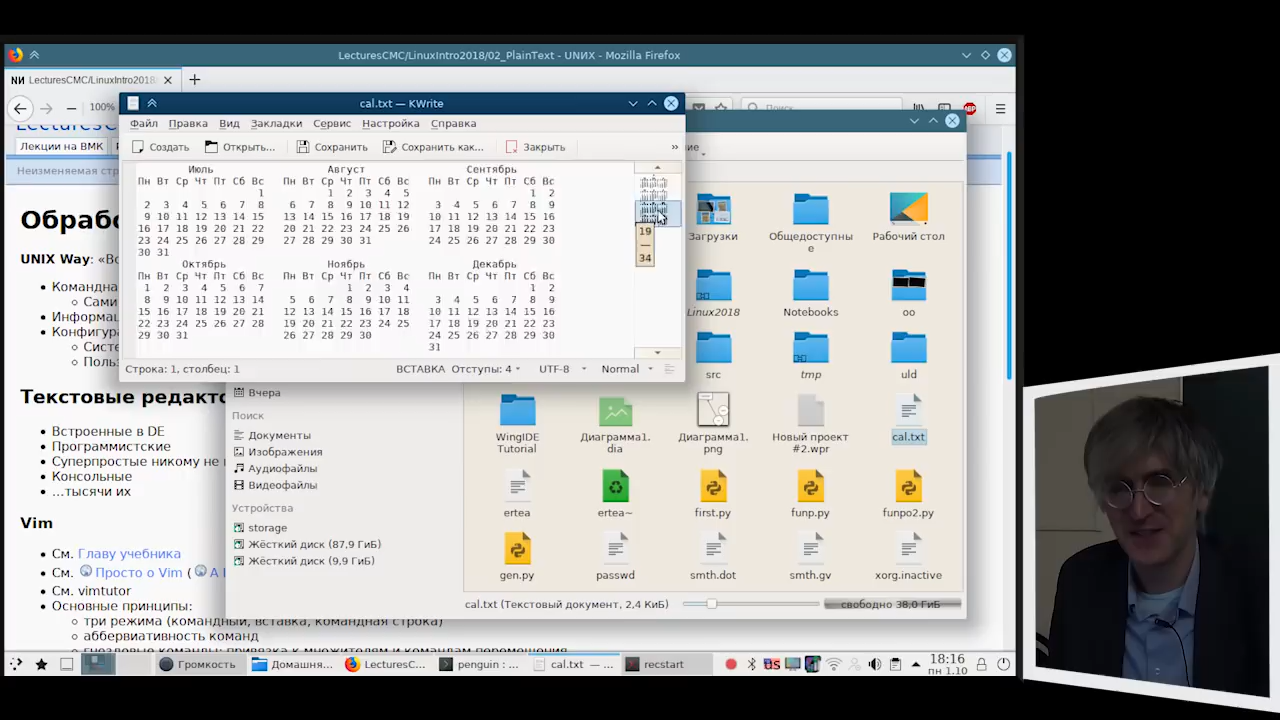 LecturesCMC/LinuxIntro2018/02_PlainText - UNИX - Mozilla Firefox
ИИ LecturesCMC/LinuxIntro2018
100%
Поиск
Лекции на ВМК
Неизменяемая стр
Обрабо
UNIX Way: «Вс
Командна
Сами
Информац
Конфигура
Систе
Польз
Текстовые редакто
Встроенные в DE
Программистские
Суперпростые никому не н
Консольные
…тысячи их
Vim
См. Главу учебника
См. Просто о Vim (
См. vimtutor
Основные принципы:
три режима (командный, вставка, командная строка)
аббервиативность команд
cal.txt — KWrite
Файл Правка Вид Закладки Сервис Настройка Справка
Создать Открыть... Сохранить Сохранить как... Закрыть »
Июль Август Сентябрь
Пн Вт Ср Чт Пт Сб Вс Пн Вт Ср Чт Пт Сб Вс Пн Вт Ср Чт Пт Сб Вс
1 1 2 3 4 5 1 2
2 3 4 5 6 7 8 6 7 8 9 10 11 12 3 4 5 6 7 8 9
9 10 11 12 13 14 15 13 14 15 16 17 18 19 10 11 12 13 14 15 16
16 17 18 19 20 21 22 20 21 22 23 24 25 26 17 18 19 20 21 22 23
23 24 25 26 27 28 29 27 28 29 30 31 24 25 26 27 28 29 30
30 31
Октябрь Ноябрь Декабрь
Пн Вт Ср Чт Пт Сб Вс Пн Вт Ср Чт Пт Сб Вс Пн Вт Ср Чт Пт Сб Вс
1 2 3 4 5 6 7 1 2 3 4 1 2
8 9 10 11 12 13 14 5 6 7 8 9 10 11 3 4 5 6 7 8 9
15 16 17 18 19 20 21 12 13 14 15 16 17 18 10 11 12 13 14 15 16
22 23 24 25 26 27 28 19 20 21 22 23 24 25 17 18 19 20 21 22 23
29 30 31 26 27 28 29 30 24 25 26 27 28 29 30
31
19
—
34
Строка: 1, столбец: 1 ВСТАВКА Отступы: 4 UTF-8 Normal
Загрузки Общедоступные Рабочий стол
Linux2018 Notebooks oo
src tmp uld
WingIDE Tutorial Диаграмма1.dia Диаграмма1.png Новый проект #2.wpr cal.txt
ertea ertea~ first.py funp.py funpo2.py
gen.py passwd smth.dot smth.gv xorg.inactive
Вчера
Поиск
Документы
Изображения
Аудиофайлы
Видеофайлы
Устройства
storage
Жёсткий диск (87,9 ГиБ)
Жёсткий диск (9,9 ГиБ)
cal.txt (Текстовый документ, 2,4 КиБ) свободно 38,0 ГиБ
Громкость Домашня... LecturesC... penguin : ... cal.txt — ... recstart
us
18:16
пн 1.10